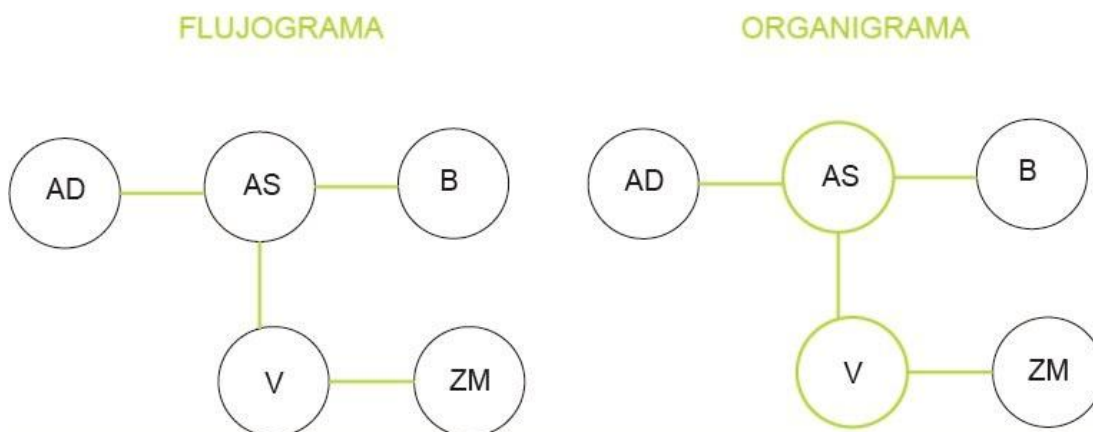 FLUJOGRAMA
AD AS B
V ZM
ORGANIGRAMA
AD AS B
V ZM